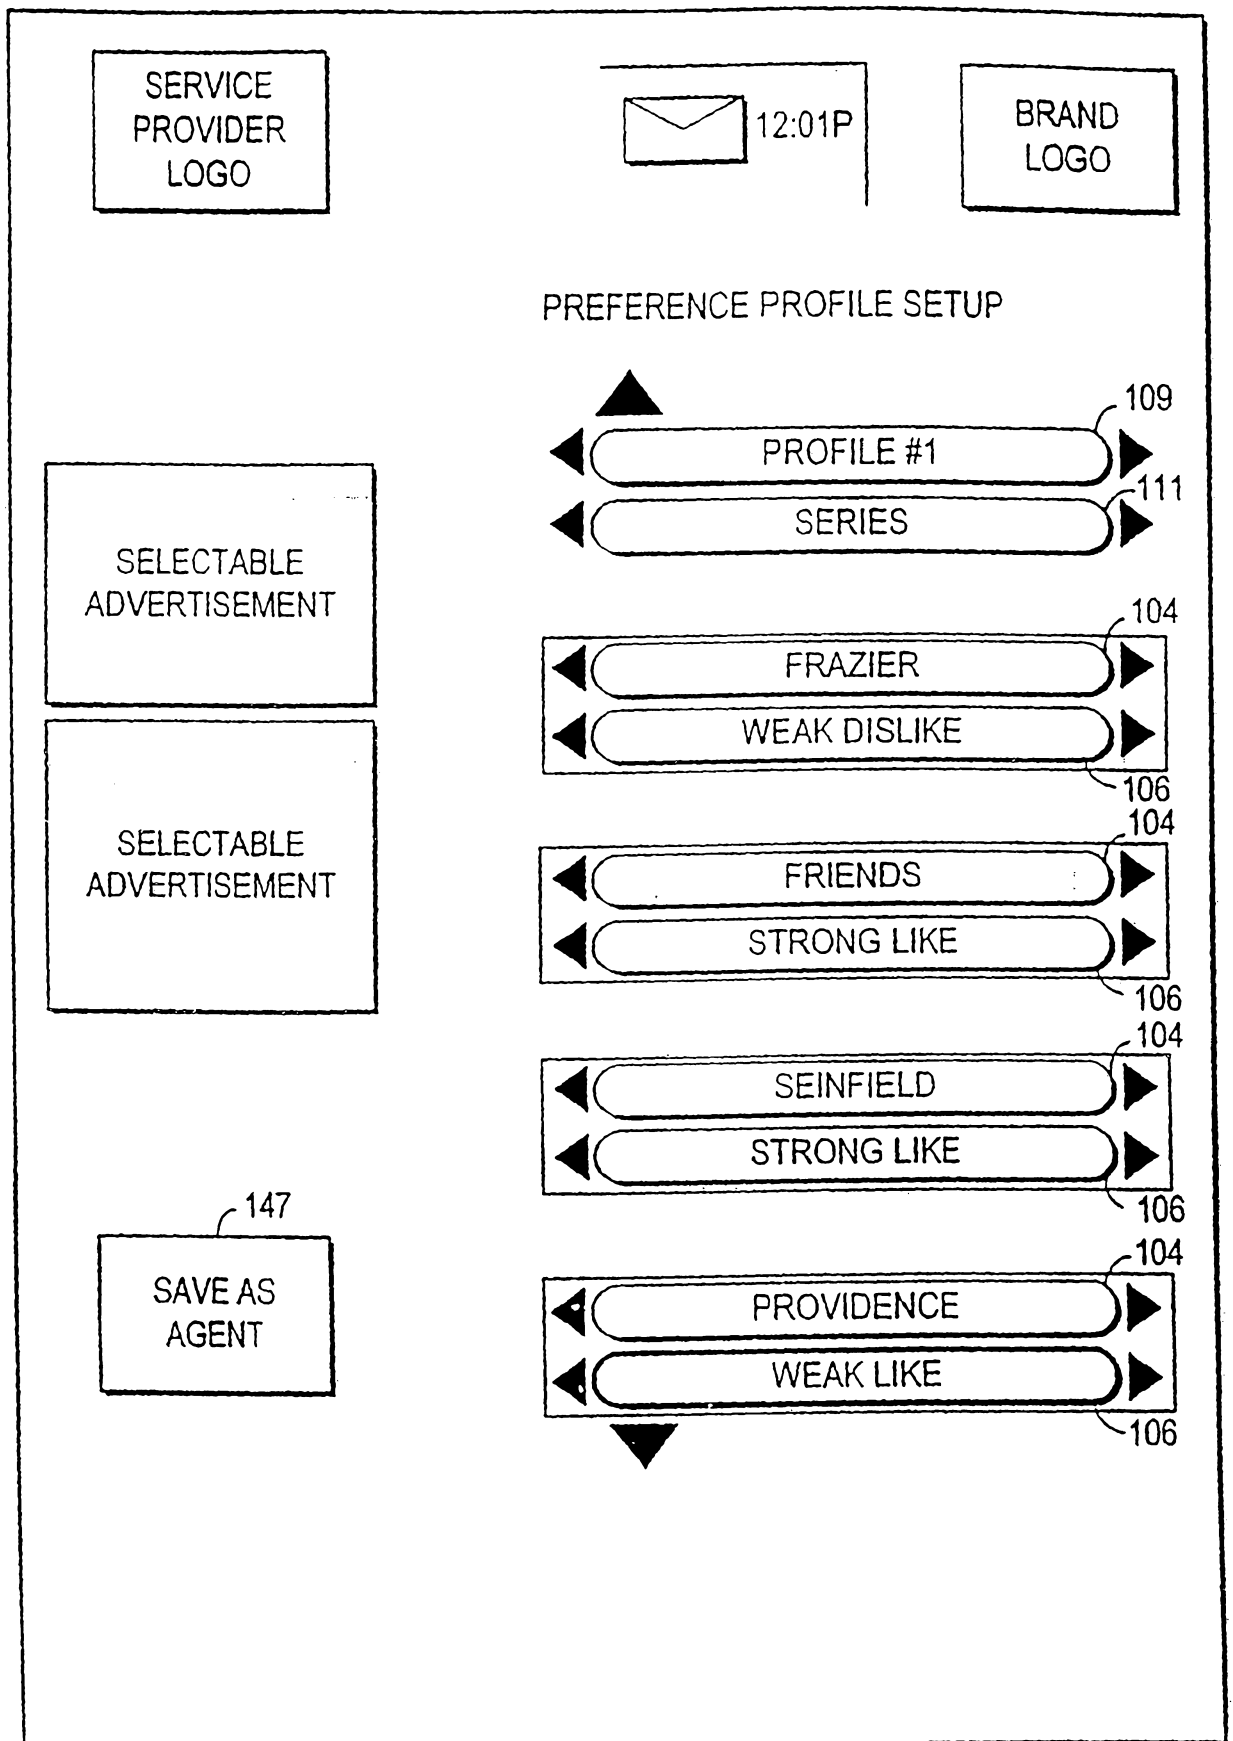 SERVICE
PROVIDER
LOGO
12:01P
BRAND
LOGO
PREFERENCE PROFILE SETUP
109
PROFILE #1
111
SERIES
SELECTABLE
ADVERTISEMENT
104
FRAZIER
WEAK DISLIKE
106
SELECTABLE
ADVERTISEMENT
104
FRIENDS
STRONG LIKE
106
104
SEINFIELD
STRONG LIKE
106
147
SAVE AS
AGENT
104
PROVIDENCE
WEAK LIKE
106